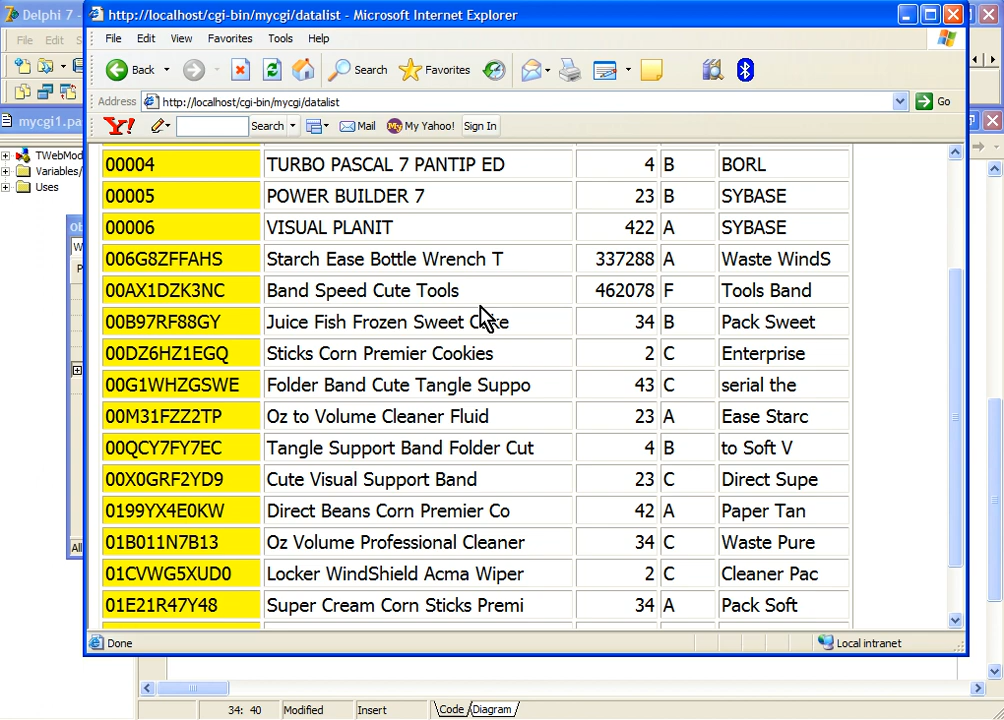 Delphi 7 -
http://localhost/cgi-bin/mycgi/datalist - Microsoft Internet Explorer
File Edit
File Edit View Favorites Tools Help
Back Search Favorites
mycgi1.pa
Address http://localhost/cgi-bin/mycgi/datalist Go
Y! Search Mail My Yahoo! Sign In
TWebMod
Variables/
Uses
Ob
W
P
All
00004 TURBO PASCAL 7 PANTIP ED 4 B BORL
00005 POWER BUILDER 7 23 B SYBASE
00006 VISUAL PLANIT 422 A SYBASE
006G8ZFFAHS Starch Ease Bottle Wrench T 337288 A Waste WindS
00AX1DZK3NC Band Speed Cute Tools 462078 F Tools Band
00B97RF88GY Juice Fish Frozen Sweet 34 B Pack Sweet
00DZ6HZ1EGQ Sticks Corn Premier Cookies 2 C Enterprise
00G1WHZGSWE Folder Band Cute Tangle Suppo 43 C serial the
00M31FZZ2TP Oz to Volume Cleaner Fluid 23 A Ease Starc
00QCY7FY7EC Tangle Support Band Folder Cut 4 B to Soft V
00X0GRF2YD9 Cute Visual Support Band 23 C Direct Supe
0199YX4E0KW Direct Beans Corn Premier Co 42 A Paper Tan
01B011N7B13 Oz Volume Professional Cleaner 34 C Waste Pure
01CVWG5XUD0 Locker WindShield Acma Wiper 2 C Cleaner Pac
01E21R47Y48 Super Cream Corn Sticks Premi 34 A Pack Soft
Done Local intranet
34: 40 Modified Insert Code Diagram